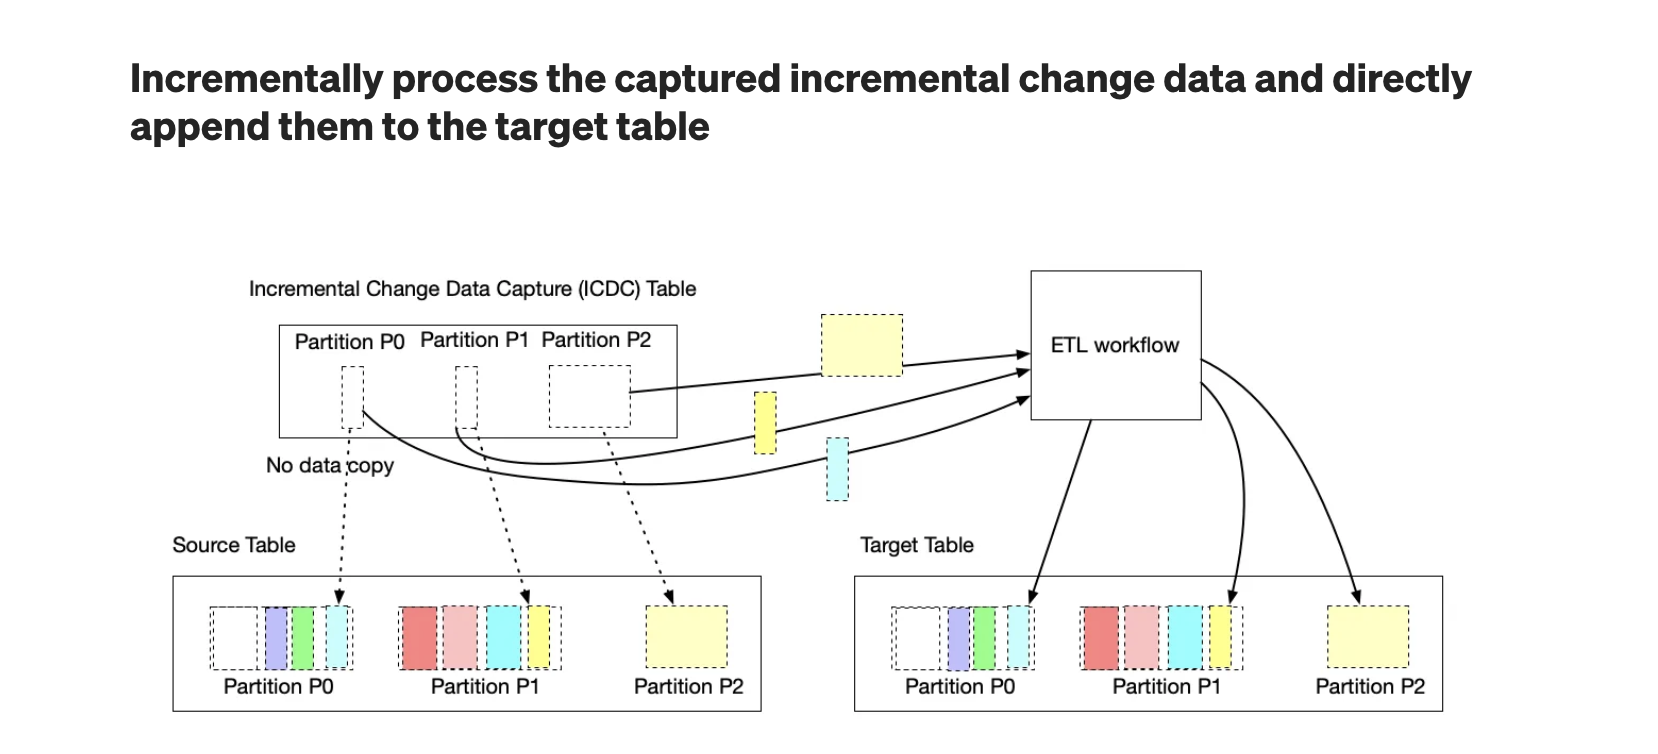 Incrementally process the captured incremental change data and directly
append them to the target table
Incremental Change Data Capture (ICDC) Table
Partition P0 Partition P1 Partition P2
ETL workflow
No data copy
Source Table
Target Table
Partition P0 Partition P1 Partition P2
Partition P0 Partition P1 Partition P2